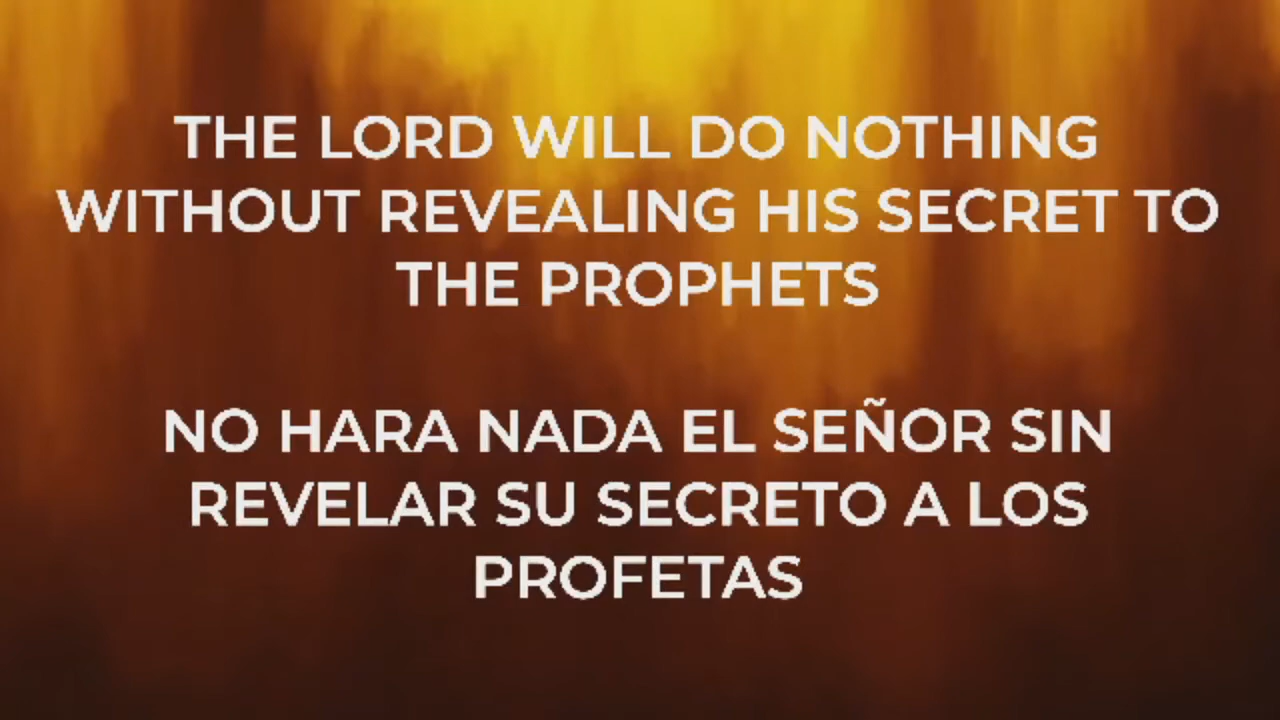 THE LORD WILL DO NOTHING
WITHOUT REVEALING HIS SECRET TO
THE PROPHETS
NO HARA NADA EL SEÑOR SIN
REVELAR SU SECRETO A LOS
PROFETAS